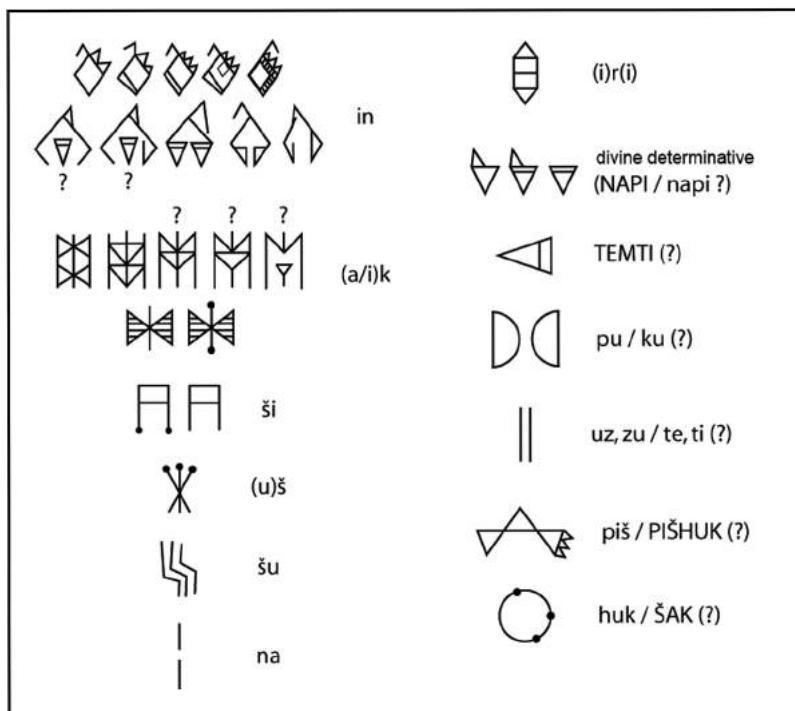 in
? ?
? ? ?
(a/i)k
ši
(u)š
šu
na
(i)r(i)
divine determinative
(NAPI / napi ?)
TEMTI (?)
pu / ku (?)
uz, zu / te, ti (?)
piš / PIŠHUK (?)
huk / ŠAK (?)